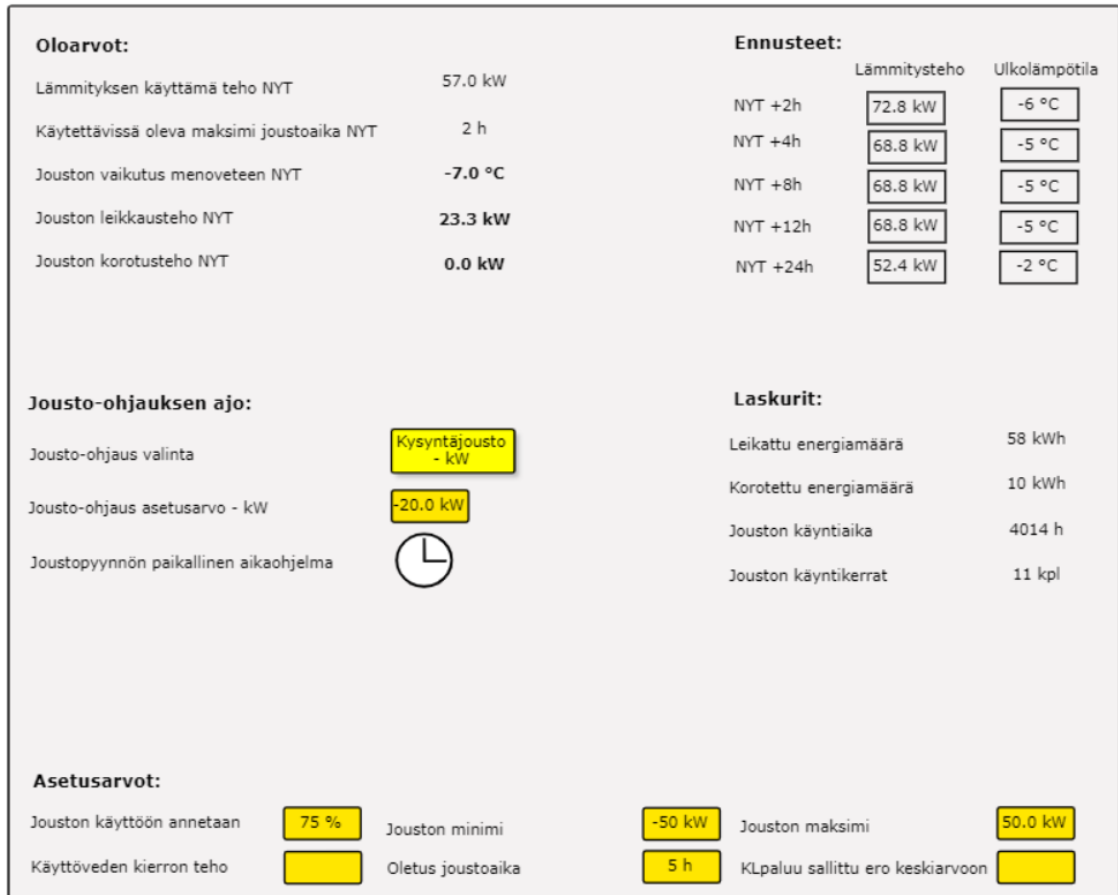 Oloarvot:
Lämmityksen käyttämä teho NYT 57.0 kW
Käytettävissä oleva maksimi joustoaika NYT 2 h
Jouston vaikutus menoveteen NYT -7.0 °C
Jouston leikkausteho NYT 23.3 kW
Jouston korotusteho NYT 0.0 kW
Ennusteet:
Lämmitysteho Ulkolämpötila
NYT +2h 72.8 kW -6 °C
NYT +4h 68.8 kW -5 °C
NYT +8h 68.8 kW -5 °C
NYT +12h 68.8 kW -5 °C
NYT +24h 52.4 kW -2 °C
Jousto-ohjauksen ajo:
Jousto-ohjaus valinta Kysyntäjousto
- kW
Jousto-ohjaus asetusarvo - kW -20.0 kW
Joustopyynnön paikallinen aikaohjelma
Laskurit:
Leikattu energiamäärä 58 kWh
Korotettu energiamäärä 10 kWh
Jouston käyntiaika 4014 h
Jouston käyntikerrat 11 kpl
Asetusarvot:
Jouston käyttöön annetaan 75 % Jouston minimi -50 kW Jouston maksimi 50.0 kW
Käyttöveden kierron teho Oletus joustoaika 5 h KLpaluu sallittu ero keskiarvoon